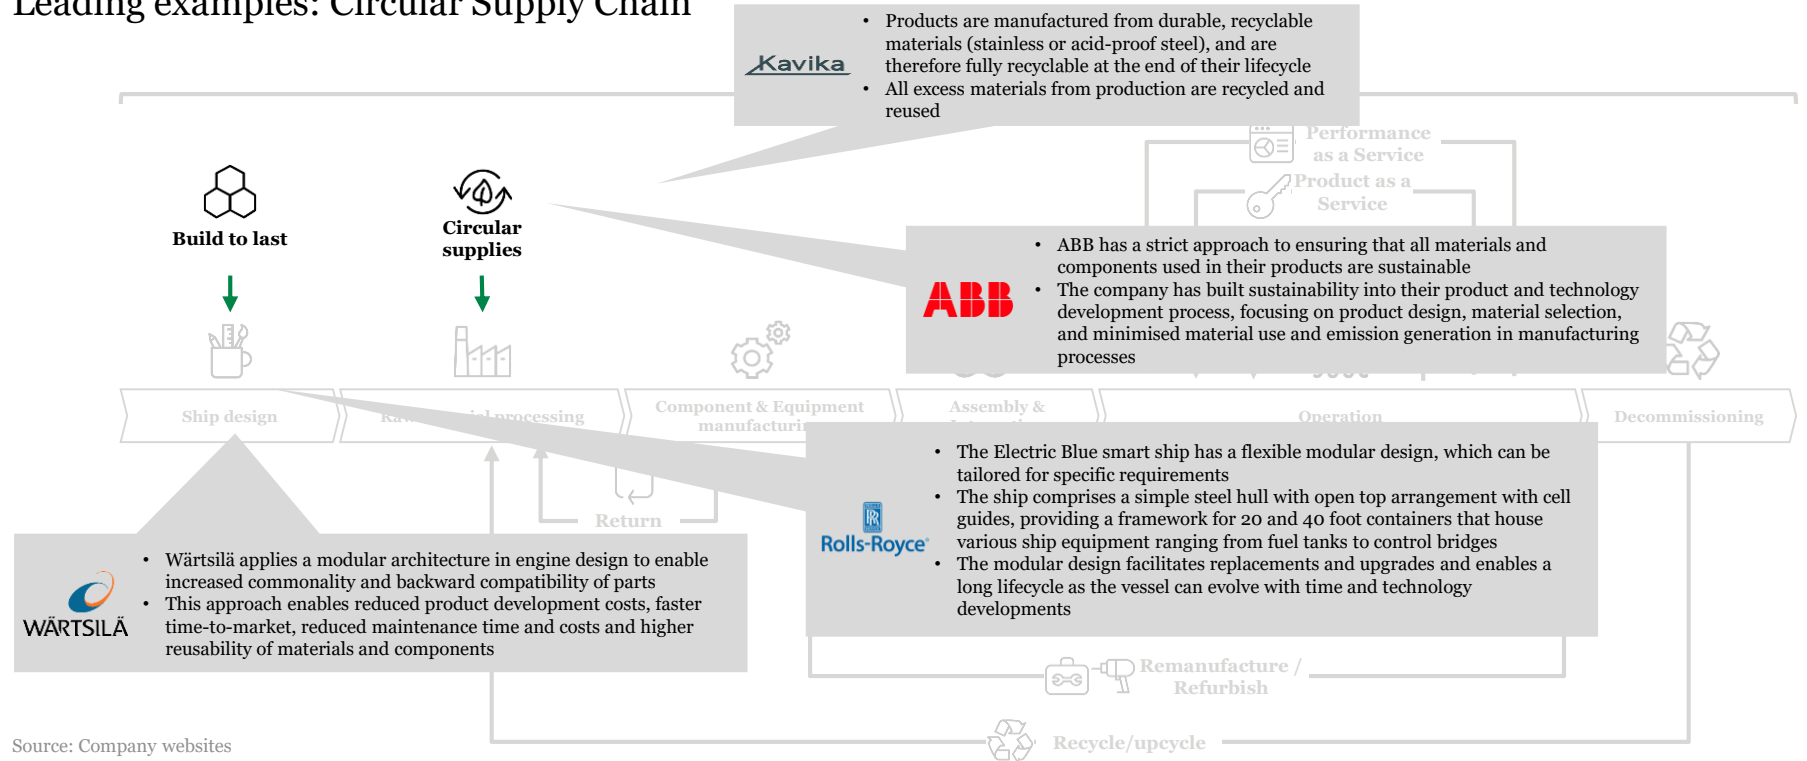 Leading examples: Circular Supply Chain
Kavika
• Products are manufactured from durable, recyclable
materials (stainless or acid-proof steel), and are
therefore fully recyclable at the end of their lifecycle
• All excess materials from production are recycled and
reused
Performance
as a Service
Product as a
Service
Build to last
Circular
supplies
ABB
• ABB has a strict approach to ensuring that all materials and
components used in their products are sustainable
• The company has built sustainability into their product and technology
development process, focusing on product design, material selection,
and minimised material use and emission generation in manufacturing
processes
Ship design
processing
Component & Equipment
Assembly &
Operation
Decommissioning
Return
Rolls-Royce
• The Electric Blue smart ship has a flexible modular design, which can be
tailored for specific requirements
• The ship comprises a simple steel hull with open top arrangement with cell
guides, providing a framework for 20 and 40 foot containers that house
various ship equipment ranging from fuel tanks to control bridges
• The modular design facilitates replacements and upgrades and enables a
long lifecycle as the vessel can evolve with time and technology
developments
WÄRTSILÄ
• Wärtsilä applies a modular architecture in engine design to enable
increased commonality and backward compatibility of parts
• This approach enables reduced product development costs, faster
time-to-market, reduced maintenance time and costs and higher
reusability of materials and components
Remanufacture /
Refurbish
Recycle/upcycle
Source: Company websites